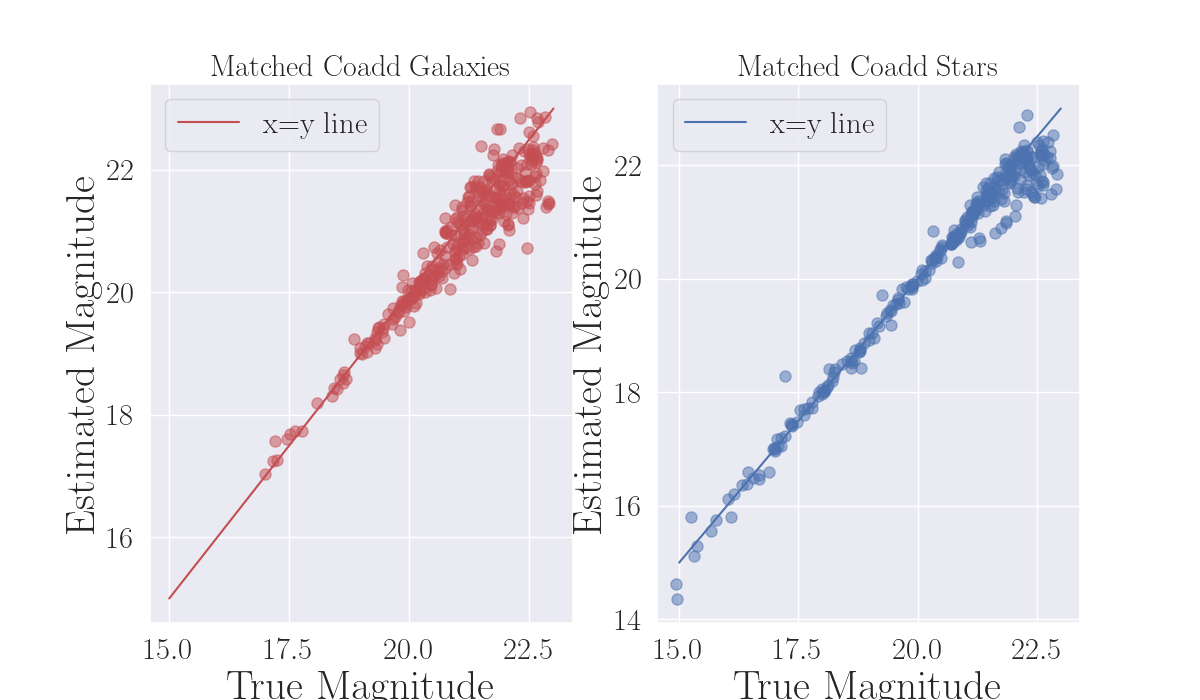 Matched Coadd Galaxies
x=y line
Estimated Magnitude
22
20
18
16
15.0 17.5 20.0 22.5
True Magnitude
Matched Coadd Stars
x=y line
Estimated Magnitude
22
20
18
16
14
15.0 17.5 20.0 22.5
True Magnitude